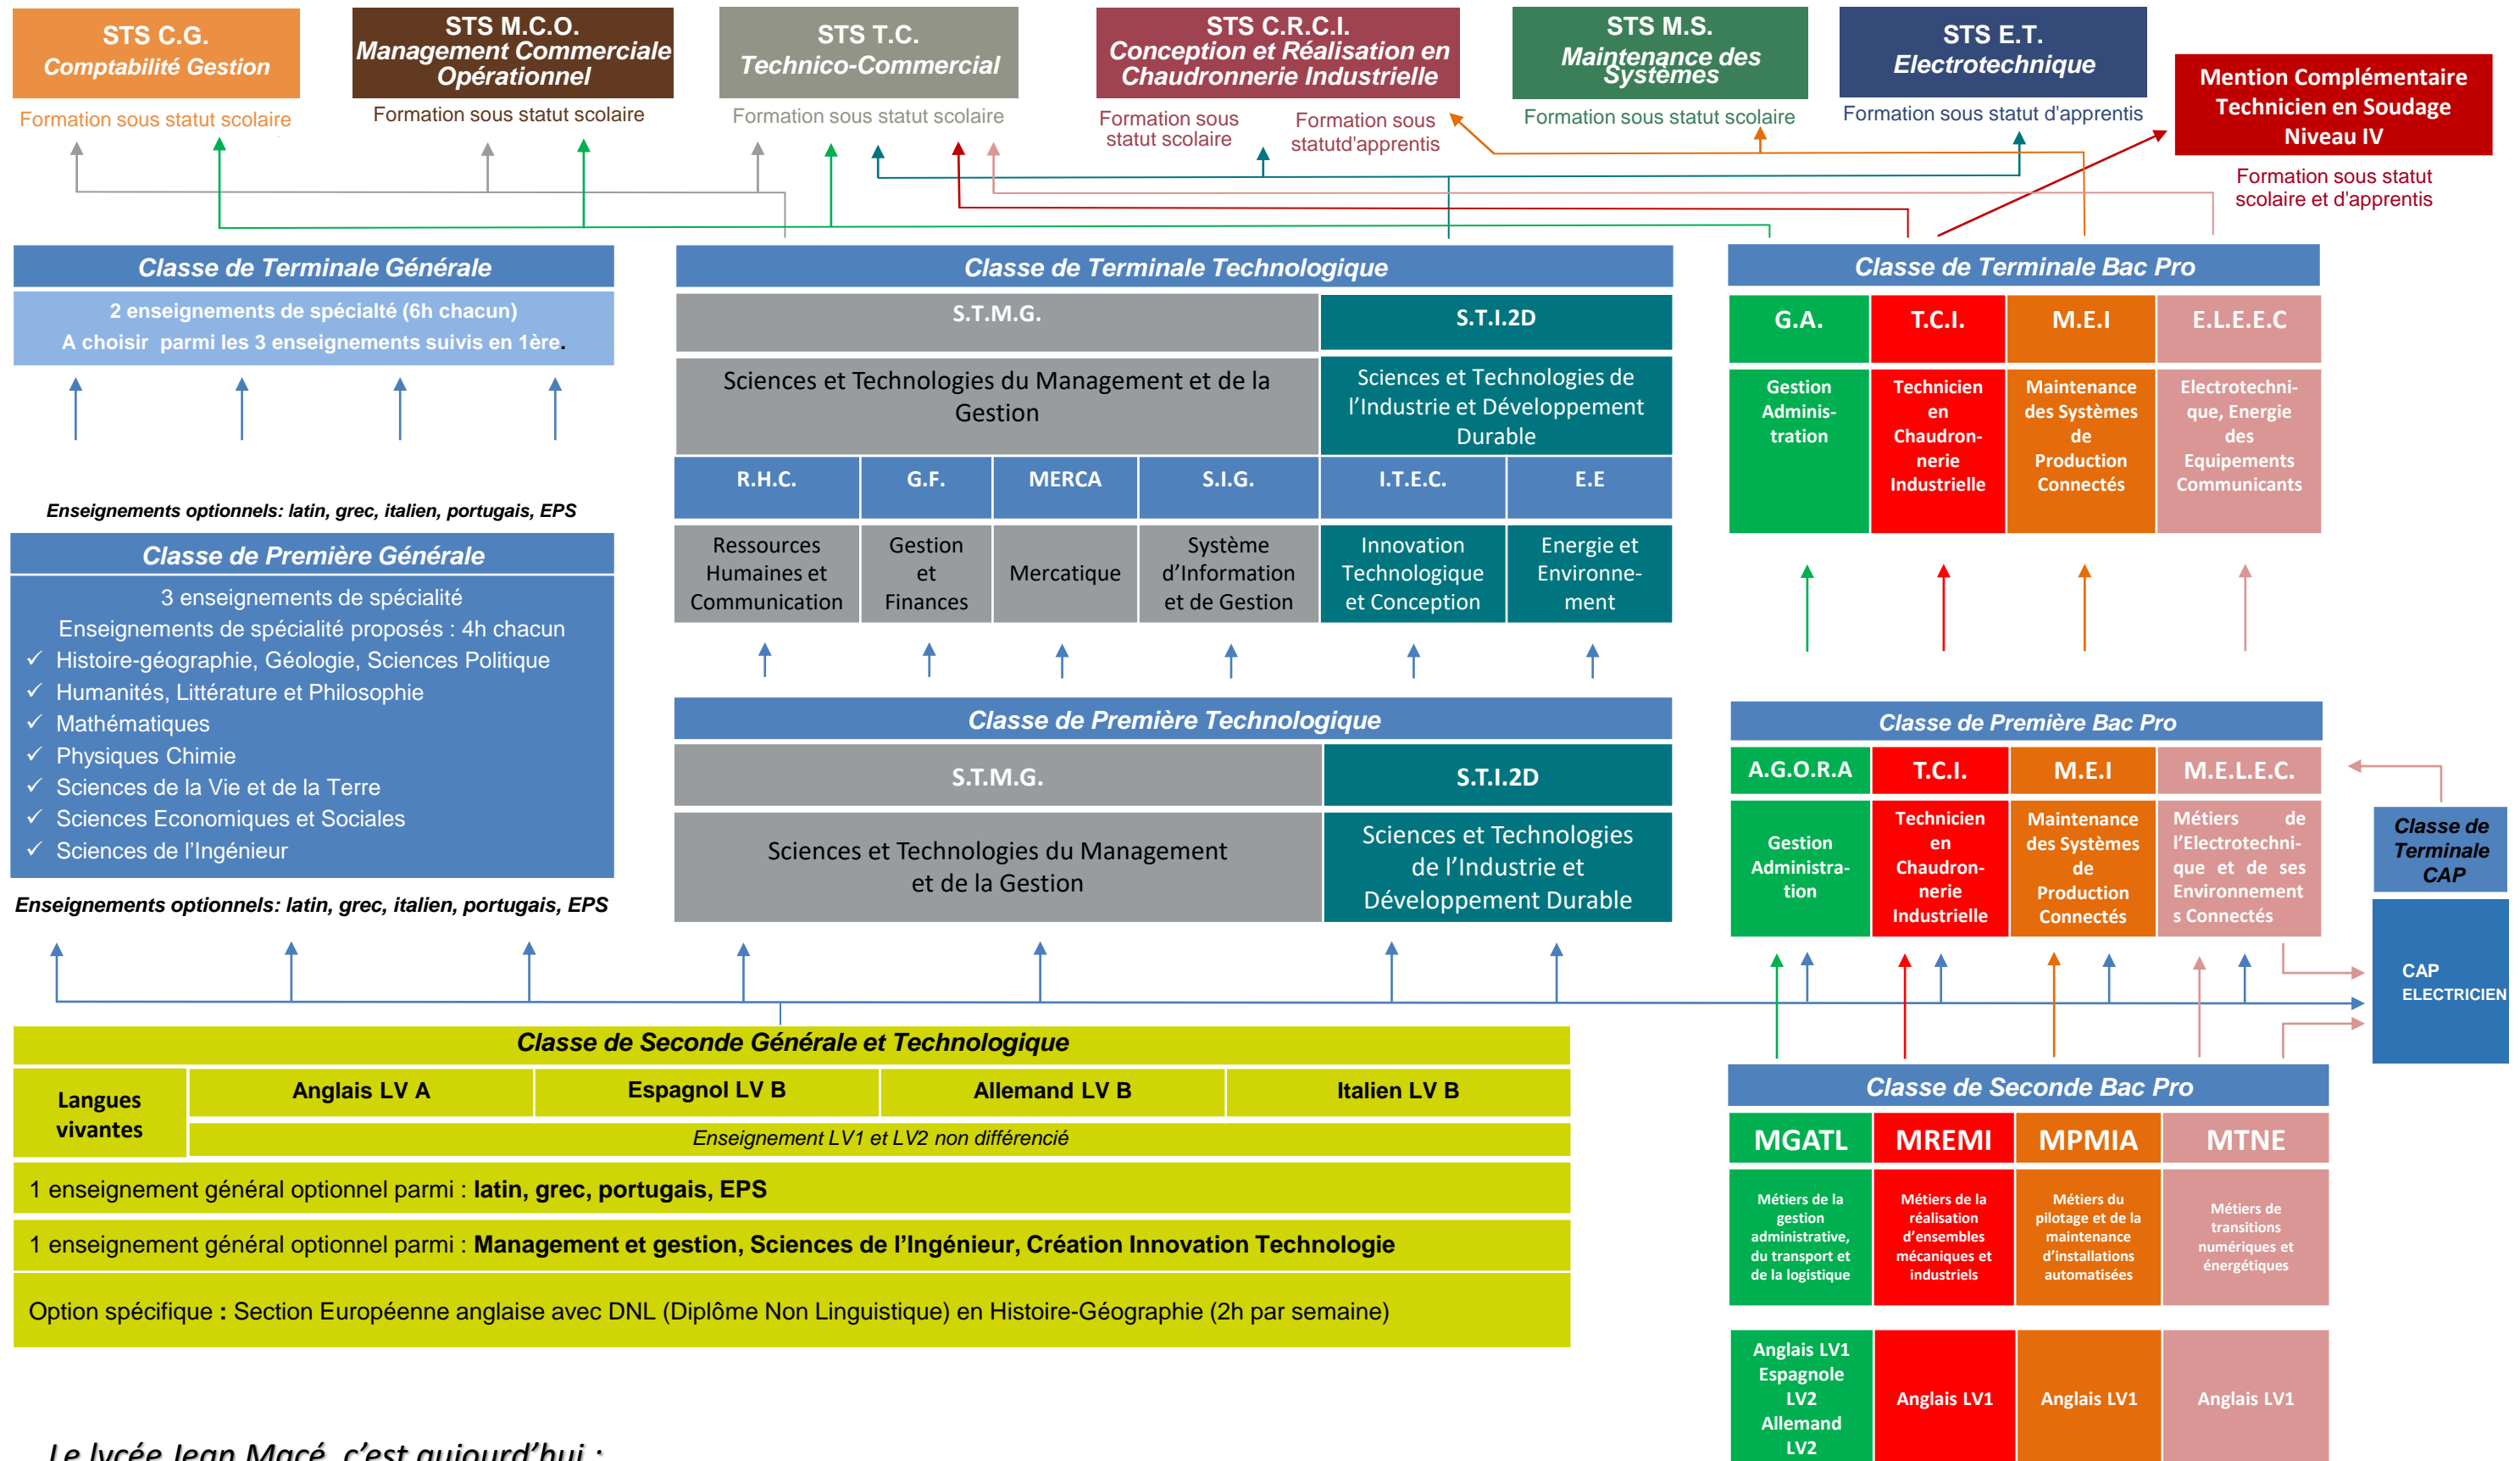 STS C.G.
Comptabilité Gestion
Formation sous statut scolaire
STS M.C.O.
Management Commerciale
Opérationnel
Formation sous statut scolaire
STS T.C.
Technico-Commercial
Formation sous statut scolaire
STS C.R.C.I.
Conception et Réalisation en
Chaudronnerie Industrielle
Formation sous
statut scolaire
Formation sous
statutd'apprentis
STS M.S.
Maintenance des
Systèmes
Formation sous statut scolaire
STS E.T.
Electrotechnique
Formation sous statut d'apprentis
Mention Complémentaire
Technicien en Soudage
Niveau IV
Formation sous statut
scolaire et d'apprentis
Classe de Terminale Générale
2 enseignements de spécialté (6h chacun)
A choisir parmi les 3 enseignements suivis en 1ère.
Enseignements optionnels: latin, grec, italien, portugais, EPS
Classe de Première Générale
3 enseignements de spécialité
Enseignements de spécialité proposés : 4h chacun
✓ Histoire-géographie, Géologie, Sciences Politique
✓ Humanités, Littérature et Philosophie
✓ Mathématiques
✓ Physiques Chimie
✓ Sciences de la Vie et de la Terre
✓ Sciences Economiques et Sociales
✓ Sciences de l'Ingénieur
Enseignements optionnels: latin, grec, italien, portugais, EPS
Classe de Terminale Technologique
S.T.M.G.
S.T.I.2D
Sciences et Technologies du Management et de la
Gestion
Sciences et Technologies de
l'Industrie et Développement
Durable
R.H.C.
G.F.
MERCA
S.I.G.
I.T.E.C.
E.E
Ressources
Humaines et
Communication
Gestion
et
Finances
Mercatique
Système
d'Information
et de Gestion
Innovation
Technologique
et Conception
Energie et
Environne-
ment
Classe de Première Technologique
S.T.M.G.
S.T.I.2D
Sciences et Technologies du Management
et de la Gestion
Sciences et Technologies
de l'Industrie et
Développement Durable
Classe de Terminale Bac Pro
G.A.
T.C.I.
M.E.I
E.L.E.E.C
Gestion
Adminis-
tration
Technicien
en
Chaudron-
nerie
Industrielle
Maintenance
des Systèmes
de
Production
Connectés
Electrotechni-
que, Energie
des
Equipements
Communicants
Classe de Première Bac Pro
A.G.O.R.A
T.C.I.
M.E.I
M.E.L.E.C.
Gestion
Administra-
tion
Technicien
en
Chaudron-
nerie
Industrielle
Maintenance
des Systèmes
de
Production
Connectés
Métiers de
l'Electrotechni-
que et de ses
Environnement
s Connectés
Classe de
Terminale
CAP
CAP
ELECTRICIEN
Classe de Seconde Générale et Technologique
Langues
vivantes
Anglais LV A
Espagnol LV B
Allemand LV B
Italien LV B
Enseignement LV1 et LV2 non différencié
1 enseignement général optionnel parmi : latin, grec, portugais, EPS
1 enseignement général optionnel parmi : Management et gestion, Sciences de l'Ingénieur, Création Innovation Technologie
Option spécifique : Section Européenne anglaise avec DNL (Diplôme Non Linguistique) en Histoire-Géographie (2h par semaine)
Classe de Seconde Bac Pro
MGATL
MREMI
MPMIA
MTNE
Métiers de la
gestion
administrative,
du transport et
de la logistique
Métiers de la
réalisation
d'ensembles
mécaniques et
industriels
Métiers du
pilotage et de la
maintenance
d'installations
automatisées
Métiers de
transitions
numériques et
énergétiques
Anglais LV1
Espagnole
LV2
Allemand
LV2
Anglais LV1
Anglais LV1
Anglais LV1
Le lycée Jean Macé, c'est aujourd'hui :